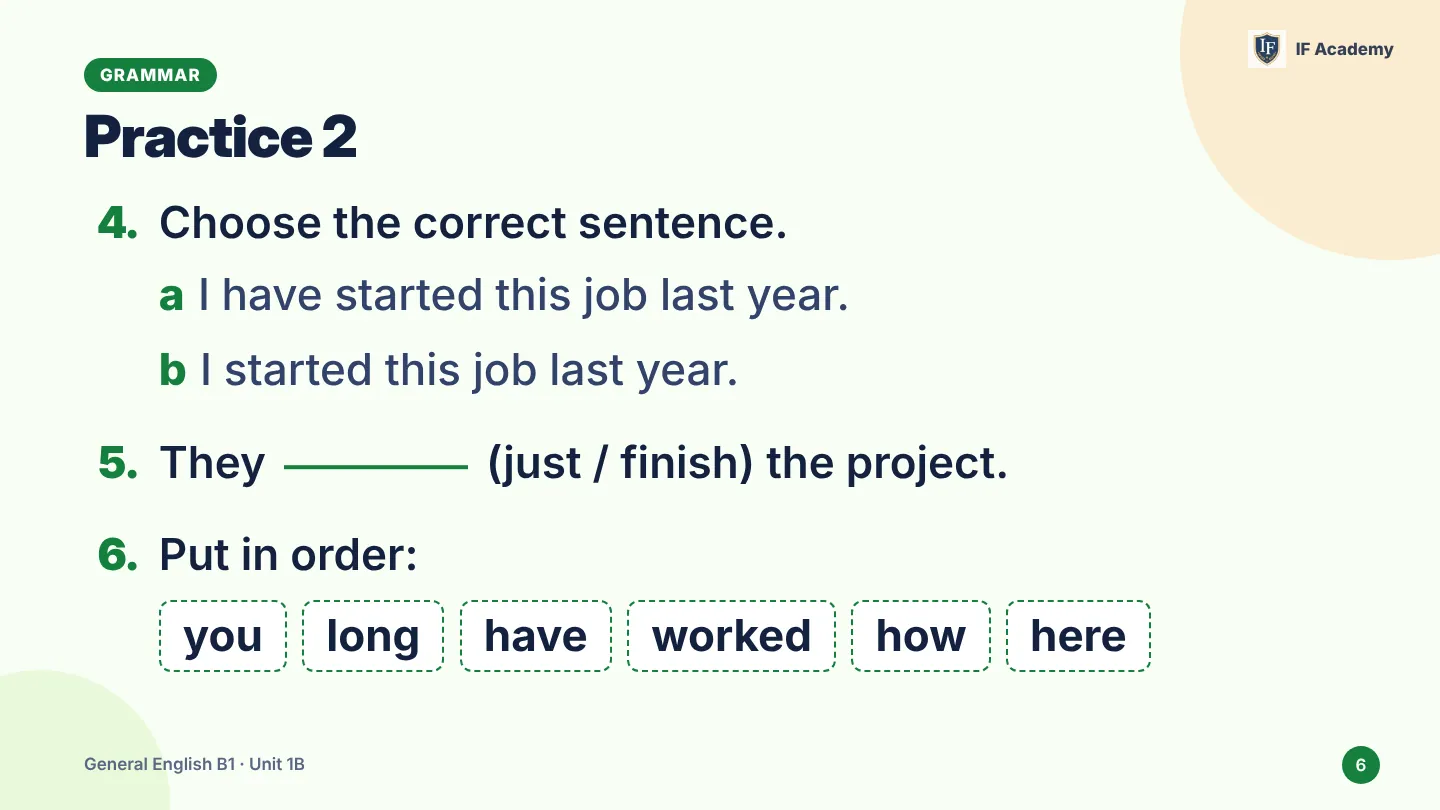 IF
IF Academy
GRAMMAR
Practice 2
4. Choose the correct sentence.
a I have started this job last year.
b I started this job last year.
5. They ______ (just / finish) the project.
6. Put in order:
you long have worked how here
General English B1 · Unit 1B
6